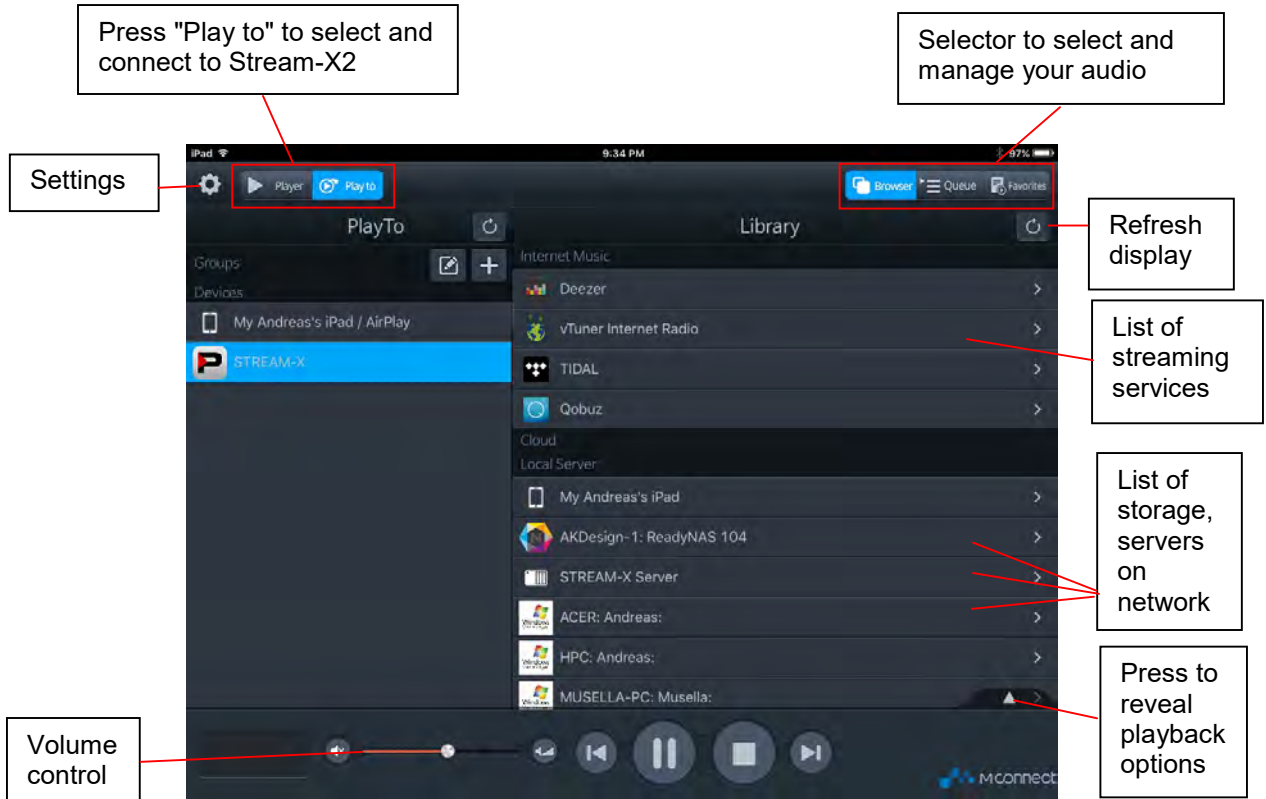 Press "Play to" to select and
connect to Stream-X2
Selector to select and
manage your audio
Settings
iPad
9:34 PM
97%
Player
Play to
Browser
Queue
Favorites
PlayTo
Library
Refresh
display
Groups
Devices
My Andreas's iPad / AirPlay
STREAM-X
Internet Music
Deezer
vTuner Internet Radio
TIDAL
Qobuz
List of
streaming
services
Cloud
Local Server
My Andreas's iPad
AKDesign-1: ReadyNAS 104
STREAM-X Server
ACER: Andreas:
HPC: Andreas:
MUSELLA-PC: Musella:
List of
storage,
servers
on
network
Press to
reveal
playback
options
Volume
control
mconnect